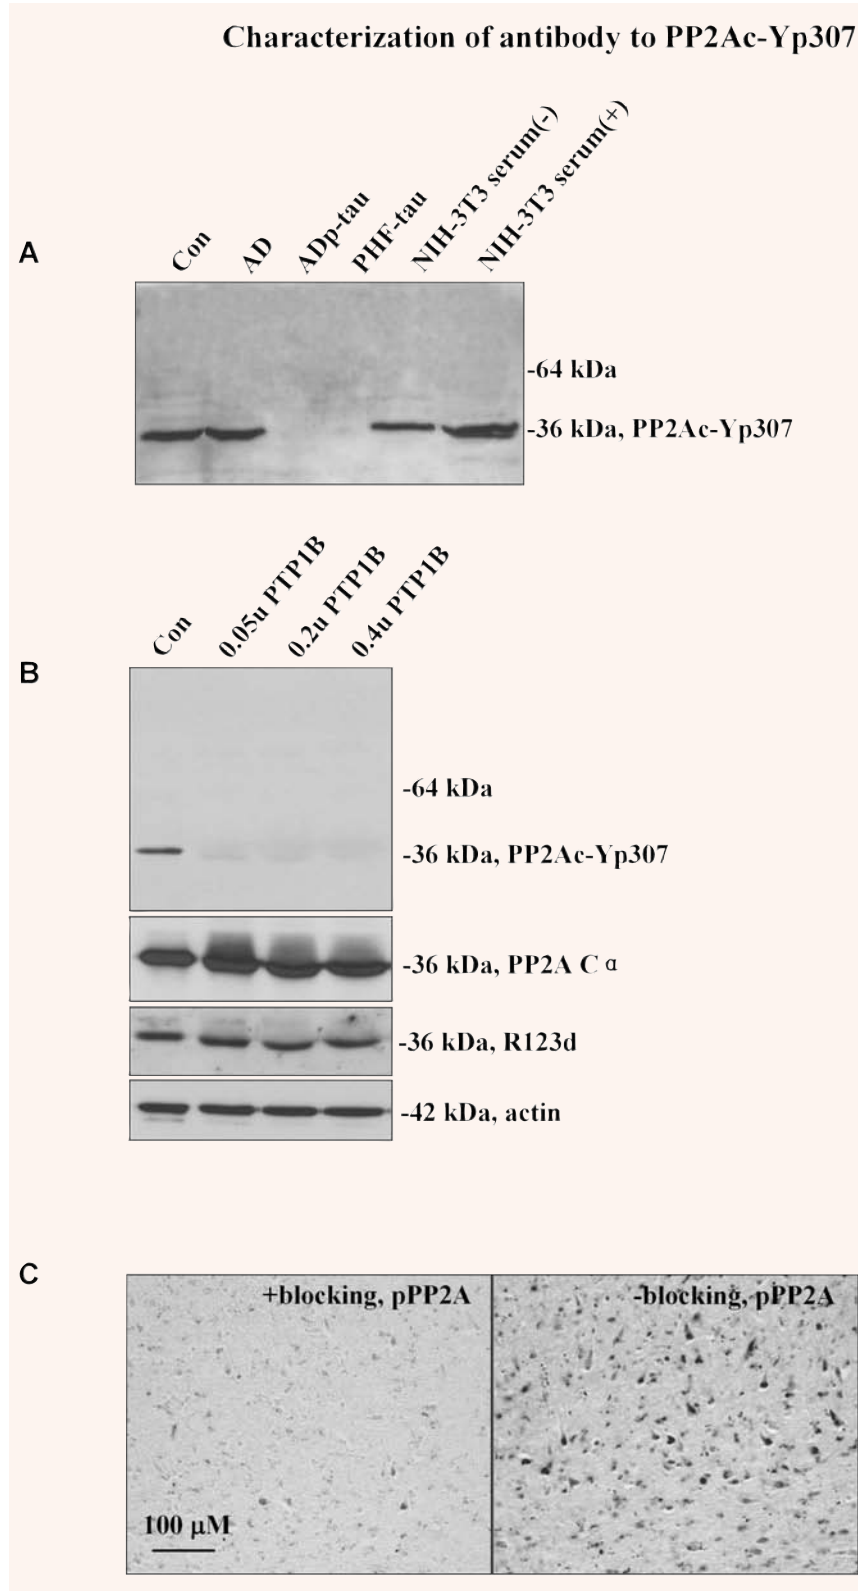 Characterization of antibody to PP2Ac-Yp307
A
Con
AD
ADp-tau
PHF-tau
NIH-3T3 serum(-)
NIH-3T3 serum(+)
-64 kDa
-36 kDa, PP2Ac-Yp307
B
Con
0.05u PTP1B
0.2u PTP1B
0.4u PTP1B
-64 kDa
-36 kDa, PP2Ac-Yp307
-36 kDa, PP2A C α
-36 kDa, R123d
-42 kDa, actin
C
+blocking, pPP2A
-blocking, pPP2A
100 μM